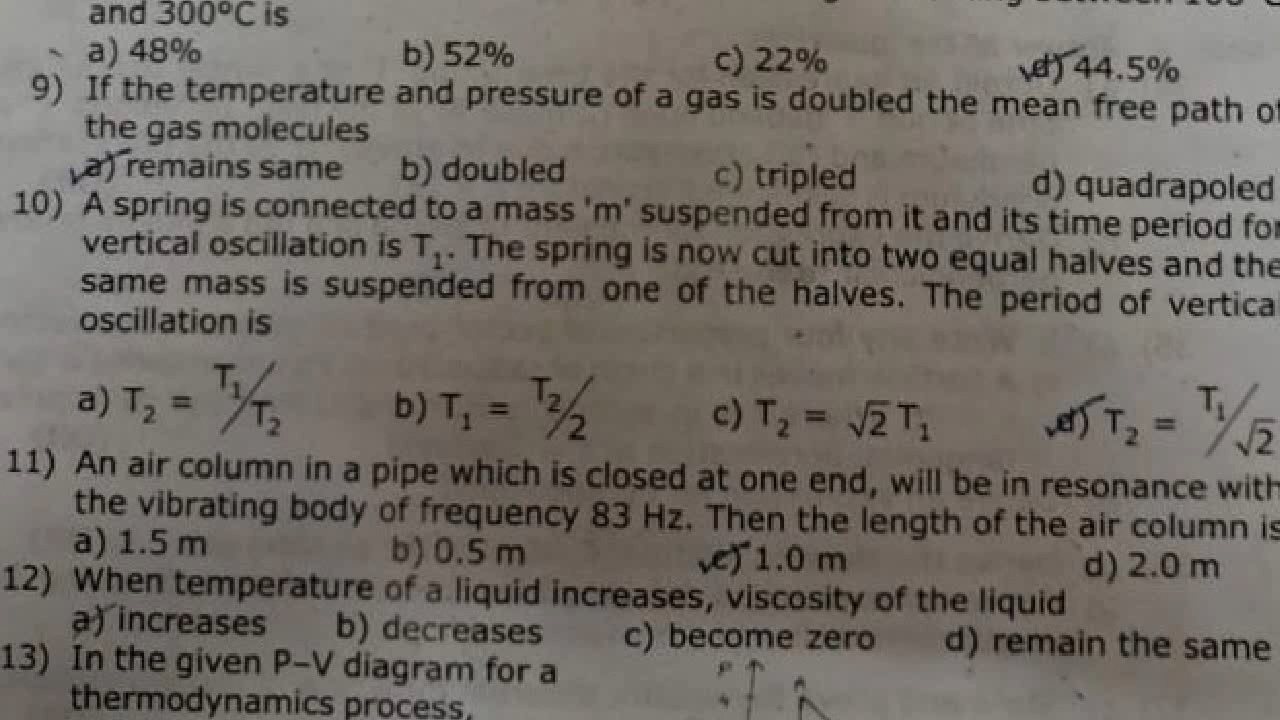 and 300°C is
a) 48% b) 52% c) 22% d) 44.5%
9) If the temperature and pressure of a gas is doubled the mean free path of
the gas molecules
a) remains same b) doubled c) tripled d) quadrapoled
10) A spring is connected to a mass 'm' suspended from it and its time period for
vertical oscillation is T₁. The spring is now cut into two equal halves and the
same mass is suspended from one of the halves. The period of vertica
oscillation is
a) T₂ = T₁/T₂ b) T₁ = T₂/2 c) T₂ = √2 T₁ d) T₂ = T₁/√2
11) An air column in a pipe which is closed at one end, will be in resonance with
the vibrating body of frequency 83 Hz. Then the length of the air column is
a) 1.5 m b) 0.5 m c) 1.0 m d) 2.0 m
12) When temperature of a liquid increases, viscosity of the liquid
a) increases b) decreases c) become zero d) remain the same
13) In the given P–V diagram for a
thermodynamics process,
P